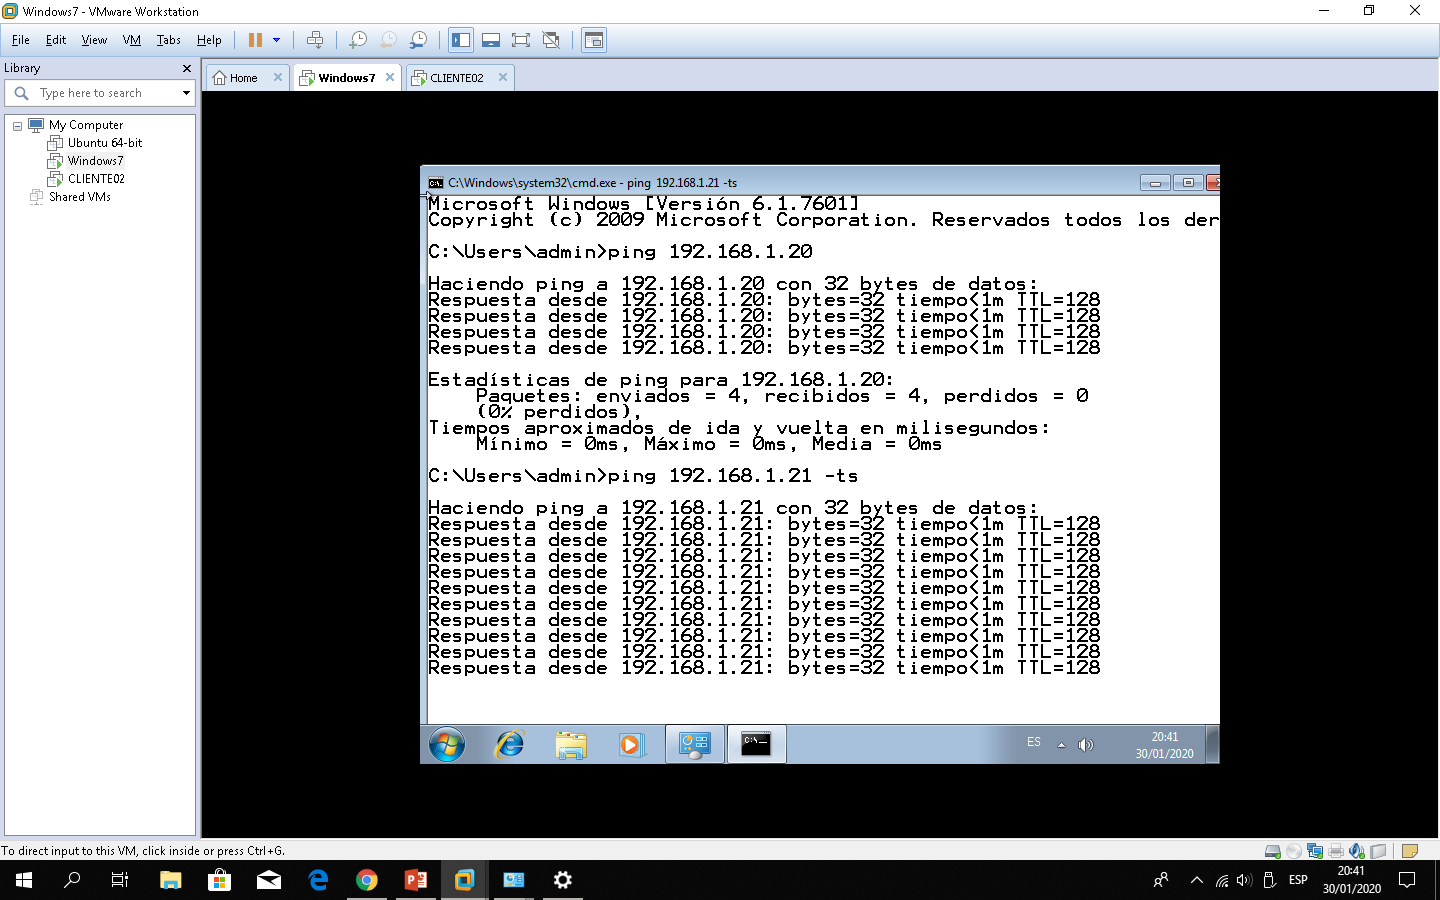 Windows7 - VMware Workstation
File Edit View VM Tabs Help
Library
Type here to search
My Computer
Ubuntu 64-bit
Windows7
CLIENTE02
Shared VMs
Home Windows7 CLIENTE02
C:\Windows\system32\cmd.exe - ping 192.168.1.21 -ts
Microsoft Windows [Versión 6.1.7601]
Copyright (c) 2009 Microsoft Corporation. Reservados todos los der
C:\Users\admin>ping 192.168.1.20
Haciendo ping a 192.168.1.20 con 32 bytes de datos:
Respuesta desde 192.168.1.20: bytes=32 tiempo<1m TTL=128
Respuesta desde 192.168.1.20: bytes=32 tiempo<1m TTL=128
Respuesta desde 192.168.1.20: bytes=32 tiempo<1m TTL=128
Respuesta desde 192.168.1.20: bytes=32 tiempo<1m TTL=128
Estadísticas de ping para 192.168.1.20:
Paquetes: enviados = 4, recibidos = 4, perdidos = 0
(0% perdidos),
Tiempos aproximados de ida y vuelta en milisegundos:
Mínimo = 0ms, Máximo = 0ms, Media = 0ms
C:\Users\admin>ping 192.168.1.21 -ts
Haciendo ping a 192.168.1.21 con 32 bytes de datos:
Respuesta desde 192.168.1.21: bytes=32 tiempo<1m TTL=128
Respuesta desde 192.168.1.21: bytes=32 tiempo<1m TTL=128
Respuesta desde 192.168.1.21: bytes=32 tiempo<1m TTL=128
Respuesta desde 192.168.1.21: bytes=32 tiempo<1m TTL=128
Respuesta desde 192.168.1.21: bytes=32 tiempo<1m TTL=128
Respuesta desde 192.168.1.21: bytes=32 tiempo<1m TTL=128
Respuesta desde 192.168.1.21: bytes=32 tiempo<1m TTL=128
Respuesta desde 192.168.1.21: bytes=32 tiempo<1m TTL=128
Respuesta desde 192.168.1.21: bytes=32 tiempo<1m TTL=128
Respuesta desde 192.168.1.21: bytes=32 tiempo<1m TTL=128
ES
20:41
30/01/2020
To direct input to this VM, click inside or press Ctrl+G.
ESP
20:41
30/01/2020